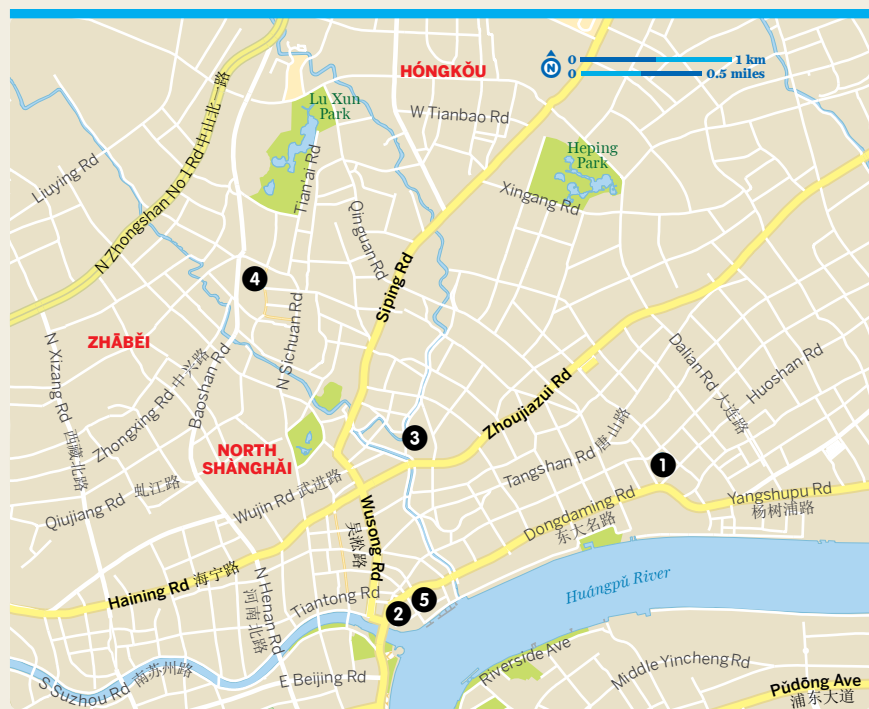 HÓNGKǑU
N
0 1 km
0 0.5 miles
Lu Xun
Park
W Tianbao Rd
Heping
Park
Liuying Rd
N Zhongshan No 1 Rd 中山北一路
Tian'ai Rd
Xingang Rd
Qinguan Rd
4
Siping Rd
ZHĀBĚI
N Sichuan Rd
N Xizang Rd 西藏北路
Zhongxing Rd 中兴路
Baoshan Rd
Dalian Rd 大连路
Huoshan Rd
Zhoujiazui Rd
3
NORTH
SHÀNGHǍI
Tangshan Rd 唐山路
1
Qiujiang Rd 虬江路
Wujin Rd 武进路
Yangshupu Rd
杨树浦路
Dongdaming Rd
东大名路
Wusong Rd
吴淞路
Haining Rd 海宁路
N Henan Rd
河南北路
Tiantong Rd
2
5
Huángpǔ River
S Suzhou Rd 南苏州路
E Beijing Rd
Riverside Ave
Middle Yincheng Rd
Pǔdōng Ave
浦东大道